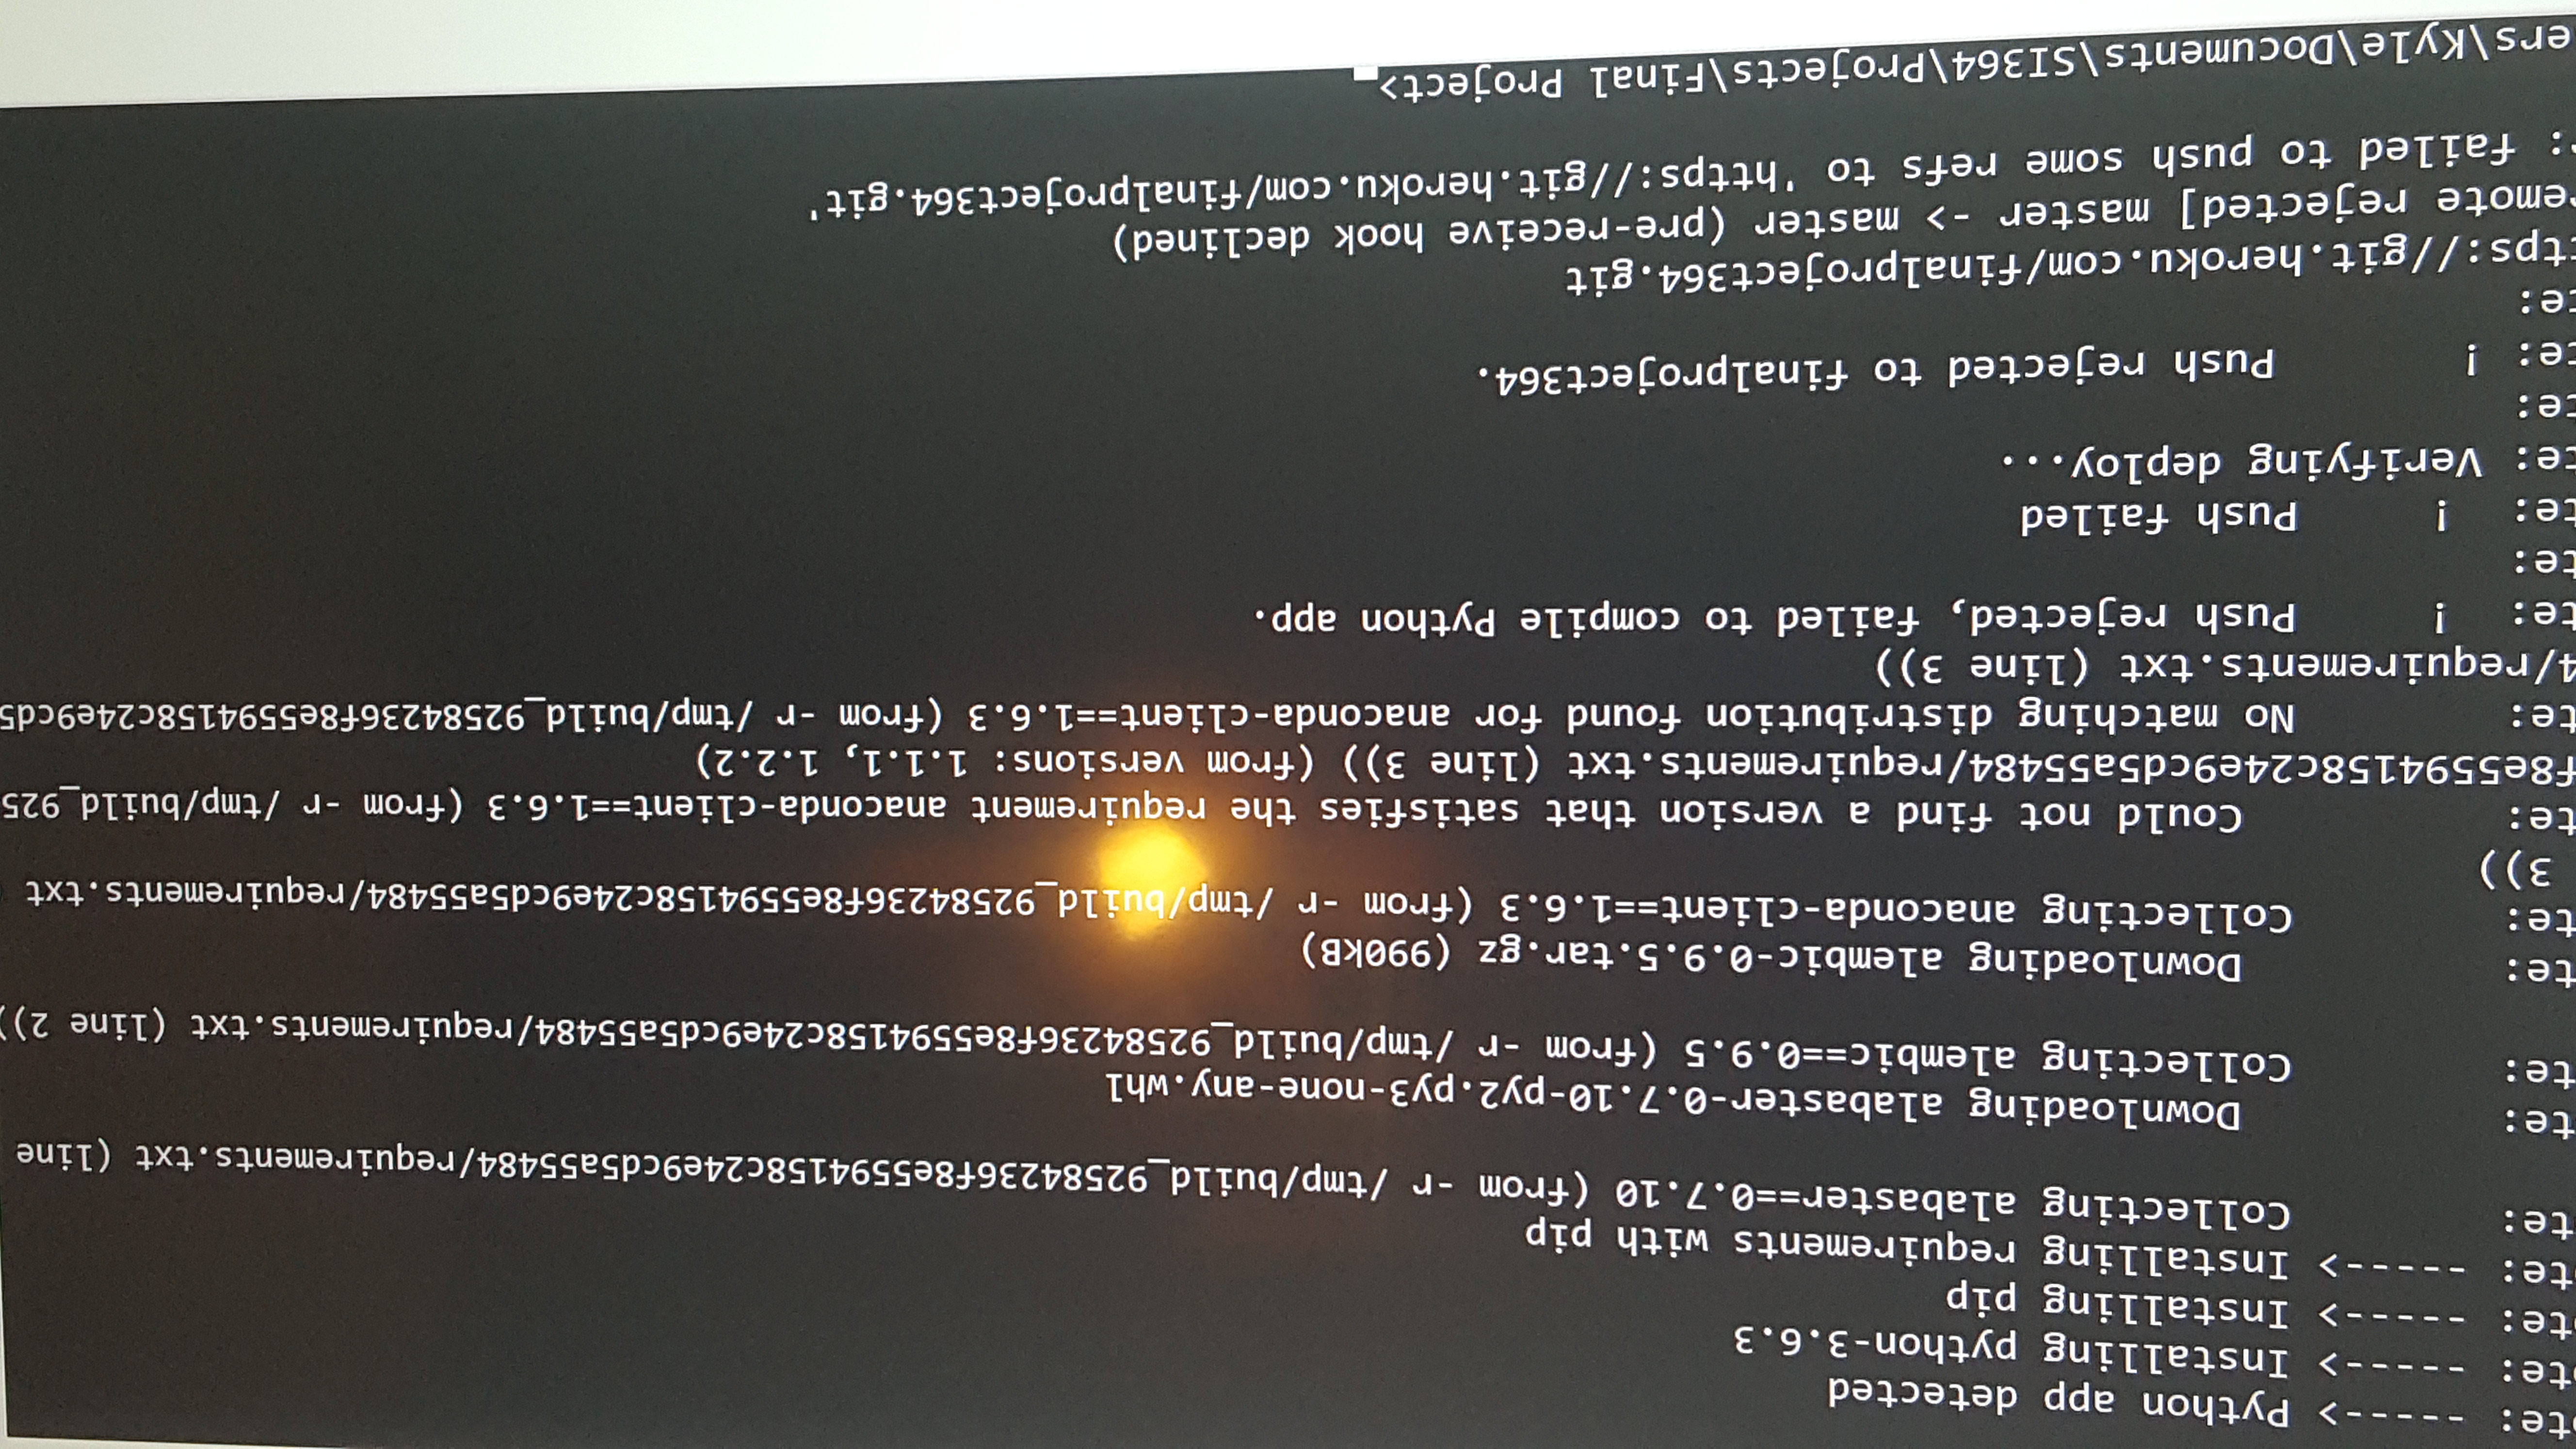 ote: -----> Python app detected
ote: -----> Installing python-3.6.3
ote: -----> Installing pip
ote: -----> Installing requirements with pip
te: Collecting alabaster==0.7.10 (from -r /tmp/build_92584236f8e5594158c24e9cd5a55484/requirements.txt (line
te: Downloading alabaster-0.7.10-py2.py3-none-any.whl
te: Collecting alembic==0.9.5 (from -r /tmp/build_92584236f8e5594158c24e9cd5a55484/requirements.txt (line 2))
te: Downloading alembic-0.9.5.tar.gz (990kB)
te: Collecting anaconda-client==1.6.3 (from -r /tmp/build_92584236f8e5594158c24e9cd5a55484/requirements.txt
3))
te: Could not find a version that satisfies the requirement anaconda-client==1.6.3 (from -r /tmp/build_925
f8e5594158c24e9cd5a55484/requirements.txt (line 3)) (from versions: 1.1.1, 1.2.2)
te: No matching distribution found for anaconda-client==1.6.3 (from -r /tmp/build_92584236f8e5594158c24e9cd5
4/requirements.txt (line 3))
te: ! Push rejected, failed to compile Python app.
te:
te: ! Push failed
te: Verifying deploy...
te:
te: ! Push rejected to finalproject364.
te:
ttps://git.heroku.com/finalproject364.git
remote rejected] master -> master (pre-receive hook declined)
r: failed to push some refs to 'https://git.heroku.com/finalproject364.git'
ers\Kyle\Documents\SI364\Projects\Final Project>